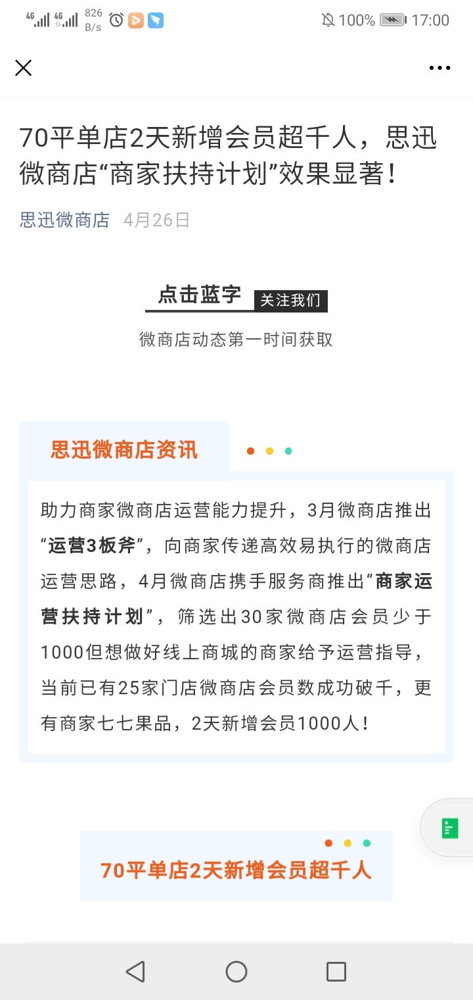 4G 4G 826 B/s 100% 17:00
70平单店2天新增会员超千人，思迅
微商店“商家扶持计划”效果显著！
思迅微商店 4月26日
点击蓝字 关注我们
微商店动态第一时间获取
思迅微商店资讯
助力商家微商店运营能力提升，3月微商店推出
“运营3板斧”，向商家传递高效易执行的微商店
运营思路，4月微商店携手服务商推出“商家运
营扶持计划”，筛选出30家微商店会员少于
1000但想做好线上商城的商家给予运营指导，
当前已有25家门店微商店会员数成功破千，更
有商家七七果品，2天新增会员1000人！
70平单店2天新增会员超千人